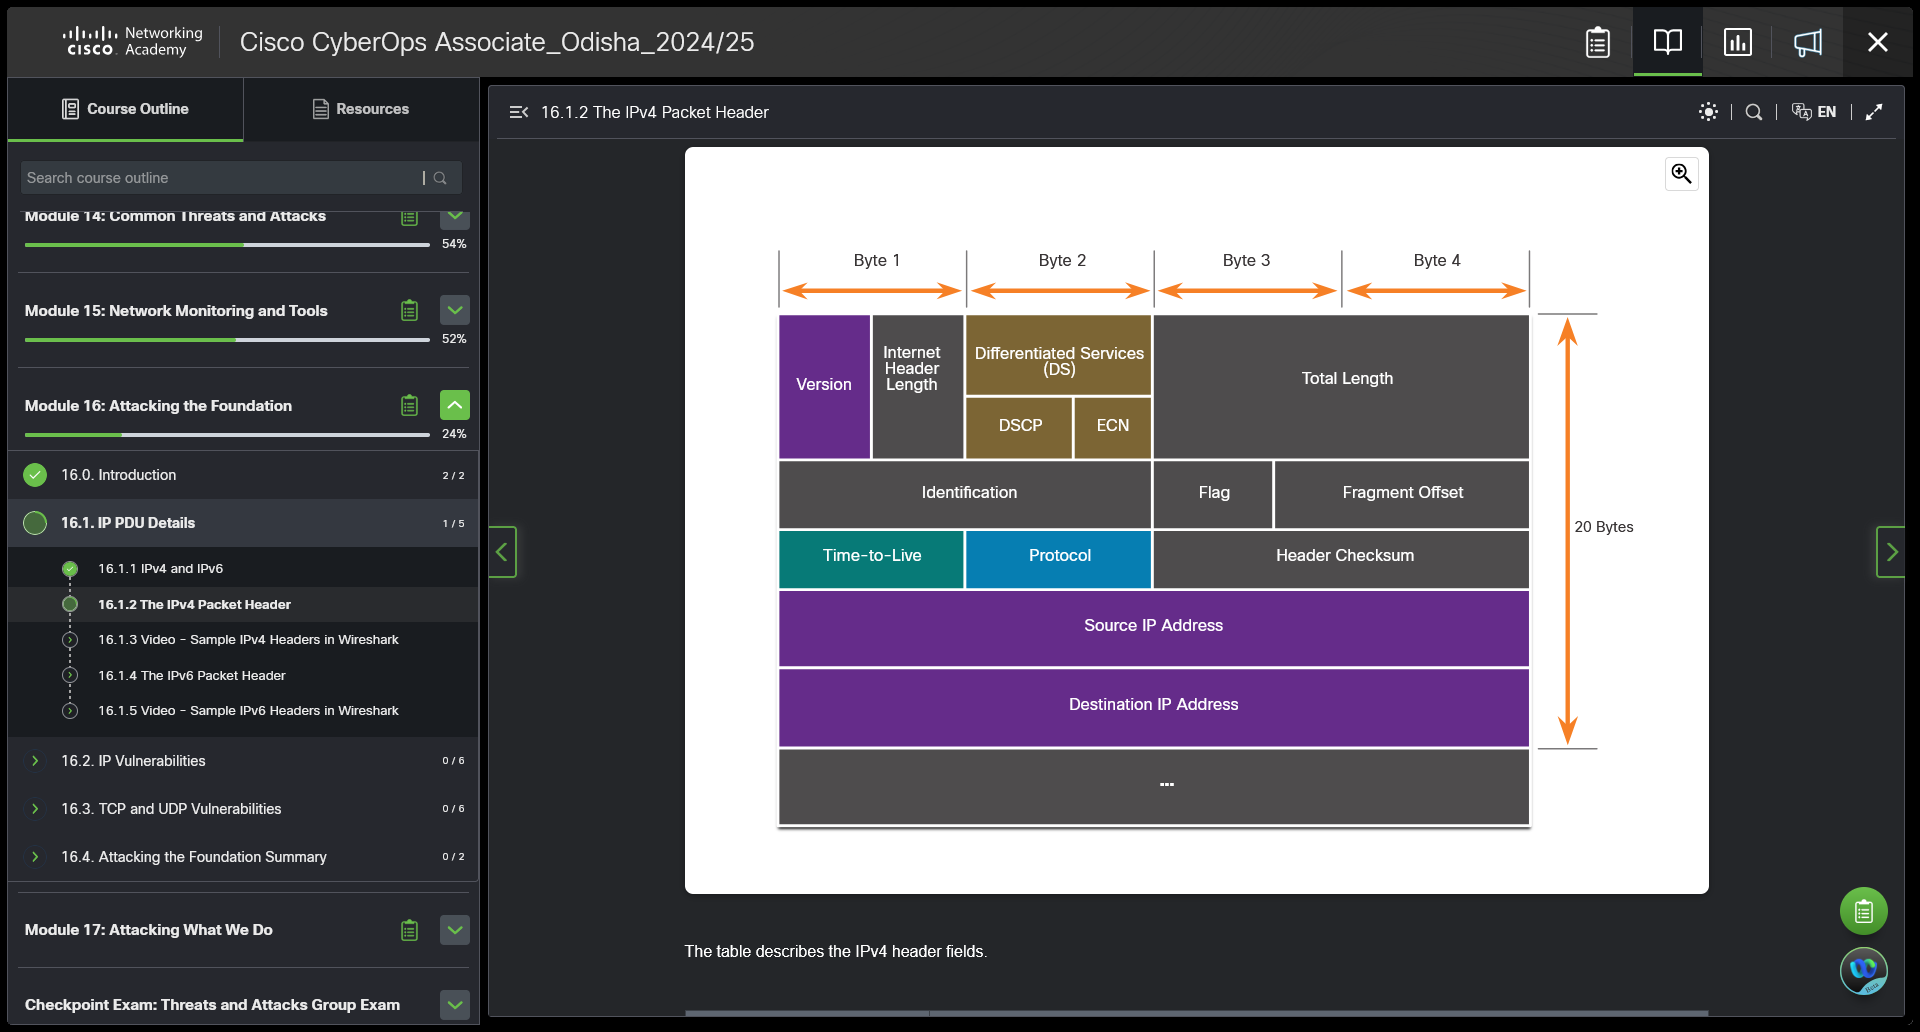 CISCO
Networking
Academy
Cisco CyberOps Associate_Odisha_2024/25
Course Outline
Resources
16.1.2 The IPv4 Packet Header
EN
Search course outline
Module 14: Common Threats and Attacks
54%
Module 15: Network Monitoring and Tools
52%
Module 16: Attacking the Foundation
24%
16.0. Introduction
2 / 2
16.1. IP PDU Details
1 / 5
16.1.1 IPv4 and IPv6
16.1.2 The IPv4 Packet Header
16.1.3 Video - Sample IPv4 Headers in Wireshark
16.1.4 The IPv6 Packet Header
16.1.5 Video - Sample IPv6 Headers in Wireshark
16.2. IP Vulnerabilities
0 / 6
16.3. TCP and UDP Vulnerabilities
0 / 6
16.4. Attacking the Foundation Summary
0 / 2
Module 17: Attacking What We Do
Checkpoint Exam: Threats and Attacks Group Exam
Byte 1
Byte 2
Byte 3
Byte 4
Version
Internet
Header
Length
Differentiated Services
(DS)
DSCP
ECN
Total Length
Identification
Flag
Fragment Offset
20 Bytes
Time-to-Live
Protocol
Header Checksum
Source IP Address
Destination IP Address
...
The table describes the IPv4 header fields.
Beta